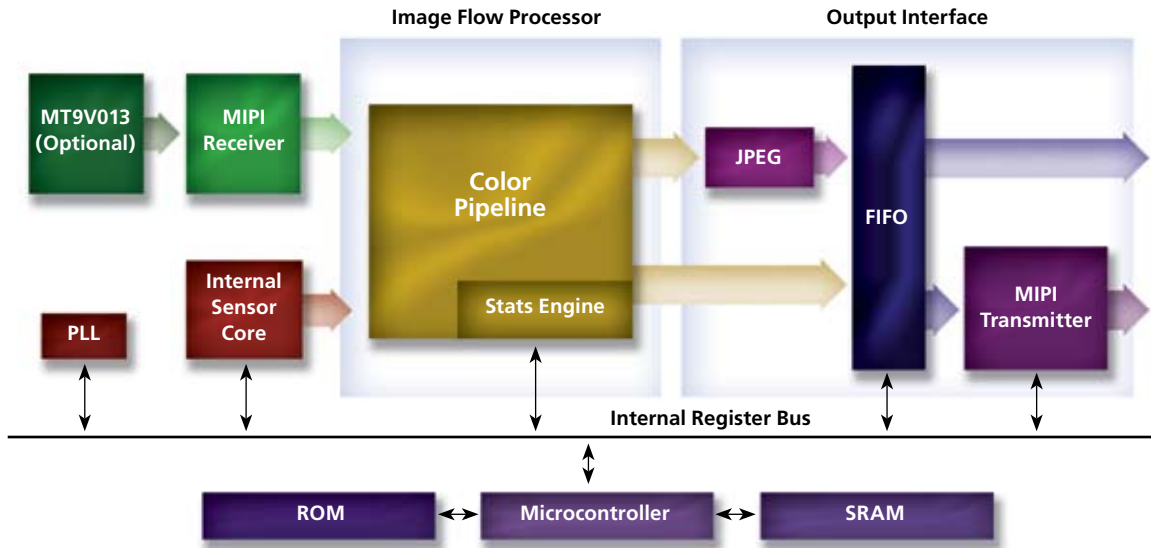 Image Flow Processor
Output Interface
MT9V013
(Optional)
MIPI
Receiver
Color
Pipeline
JPEG
FIFO
Internal
Sensor
Core
Stats Engine
MIPI
Transmitter
PLL
Internal Register Bus
ROM
Microcontroller
SRAM